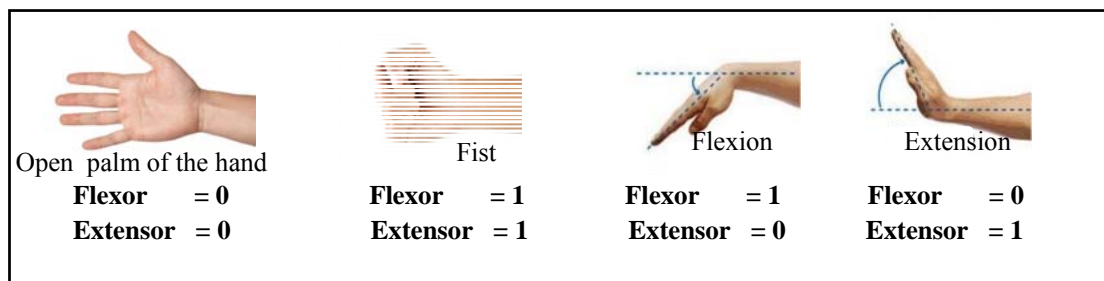 Open palm of the hand
Flexor = 0
Extensor = 0
Fist
Flexor = 1
Extensor = 1
Flexion
Flexor = 1
Extensor = 0
Extension
Flexor = 0
Extensor = 1